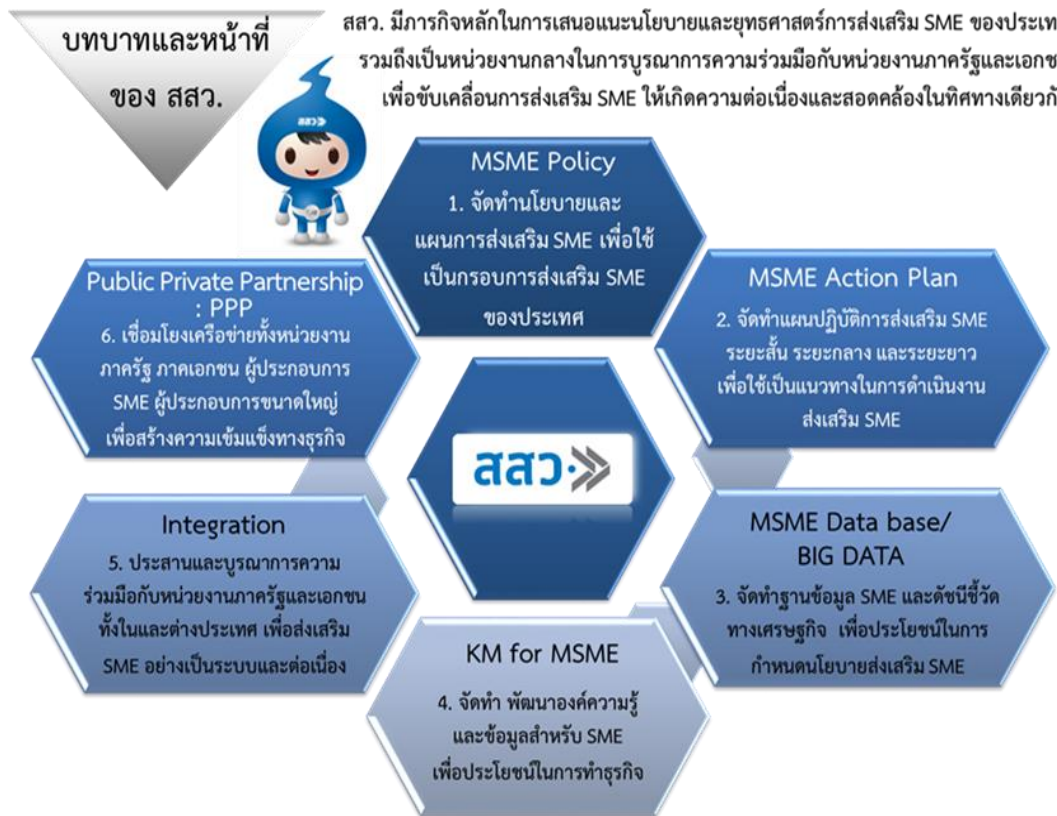 บทบาทและหน้าที่
ของ สสว.
สสว. มีภารกิจหลักในการเสนอแนะนโยบายและยุทธศาสตร์การส่งเสริม SME ของประเท
รวมถึงเป็นหน่วยงานกลางในการบูรณาการความร่วมมือกับหน่วยงานภาครัฐและเอกช
เพื่อขับเคลื่อนการส่งเสริม SME ให้เกิดความต่อเนื่องและสอดคล้องในทิศทางเดียวกั
สสว
MSME Policy
1. จัดทำนโยบายและ
แผนการส่งเสริม SME เพื่อใช้
เป็นกรอบการส่งเสริม SME
ของประเทศ
MSME Action Plan
2. จัดทำแผนปฏิบัติการส่งเสริม SME
ระยะสั้น ระยะกลาง และระยะยาว
เพื่อใช้เป็นแนวทางในการดำเนินงาน
ส่งเสริม SME
MSME Data base/
BIG DATA
3. จัดทำฐานข้อมูล SME และดัชนีชี้วัด
ทางเศรษฐกิจ เพื่อประโยชน์ในการ
กำหนดนโยบายส่งเสริม SME
KM for MSME
4. จัดทำ พัฒนาองค์ความรู้
และข้อมูลสำหรับ SME
เพื่อประโยชน์ในการทำธุรกิจ
Integration
5. ประสานและบูรณาการความ
ร่วมมือกับหน่วยงานภาครัฐและเอกชน
ทั้งในและต่างประเทศ เพื่อส่งเสริม
SME อย่างเป็นระบบและต่อเนื่อง
Public Private Partnership
: PPP
6. เชื่อมโยงเครือข่ายทั้งหน่วยงาน
ภาครัฐ ภาคเอกชน ผู้ประกอบการ
SME ผู้ประกอบการขนาดใหญ่
เพื่อสร้างความเข้มแข็งทางธุรกิจ
สสว